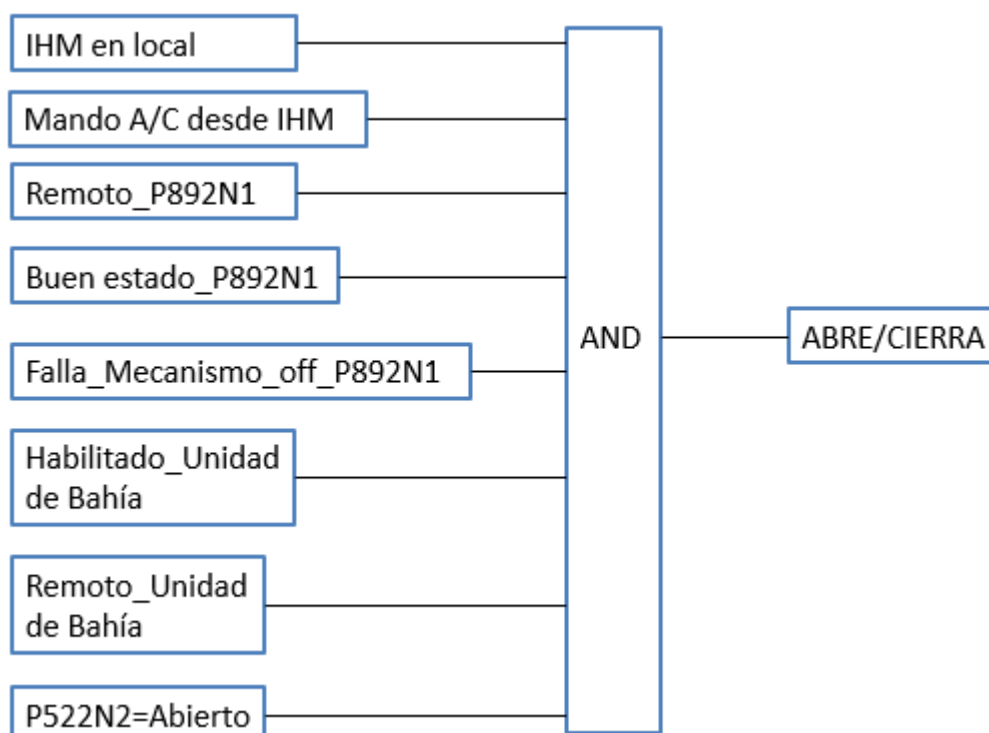 IHM en local
Mando A/C desde IHM
Remoto_P892N1
Buen estado_P892N1
Falla_Mecanismo_off_P892N1
Habilitado_Unidad
de Bahía
Remoto_Unidad
de Bahía
P522N2=Abierto
AND
ABRE/CIERRA